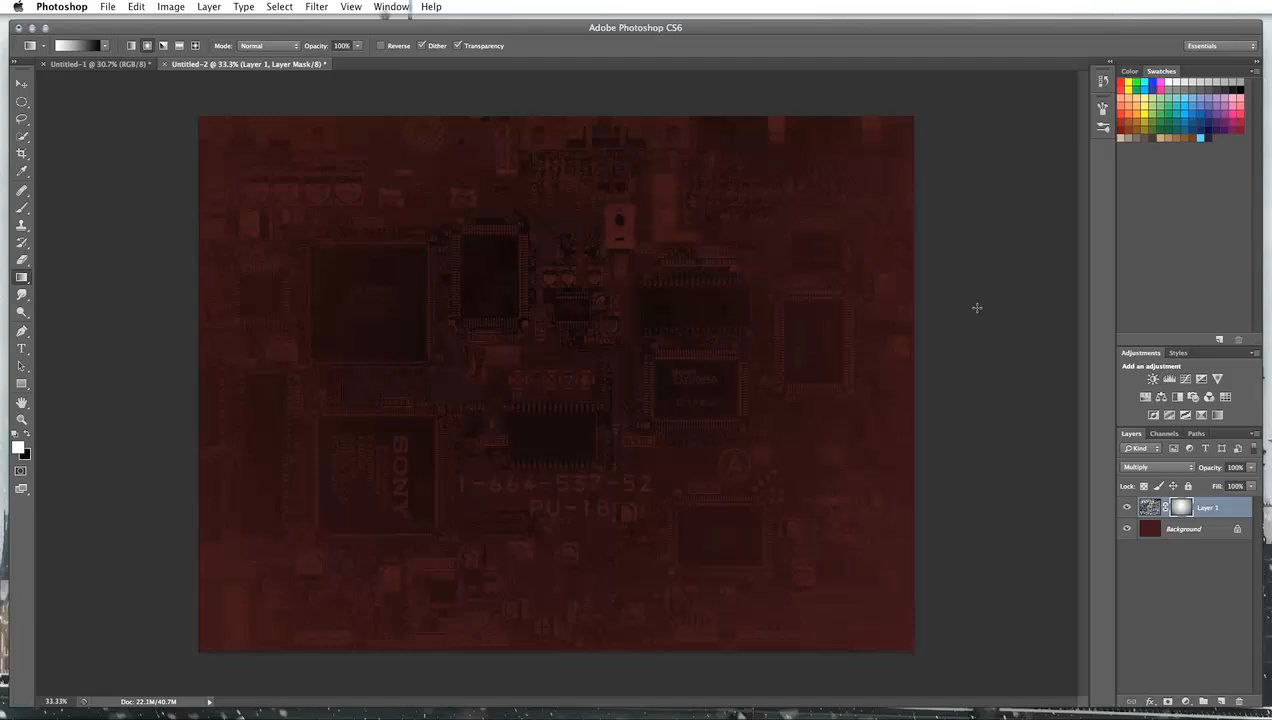 Photoshop File Edit Image Layer Type Select Filter View Window Help
Adobe Photoshop CS6
Mode: Normal Opacity: 100% Reverse Dither Transparency Essentials
Untitled-1 @ 30.7% (RGB/8) * Untitled-2 @ 33.3% (Layer 1, Layer Mask/8) *
Color Swatches
SONY
1-664-537-52
PU-18
Adjustments Styles
Add an adjustment
Layers Channels Paths
Kind
Multiply Opacity: 100%
Lock: Fill: 100%
Layer 1
Background
33.33% Doc: 22.1M/40.7M